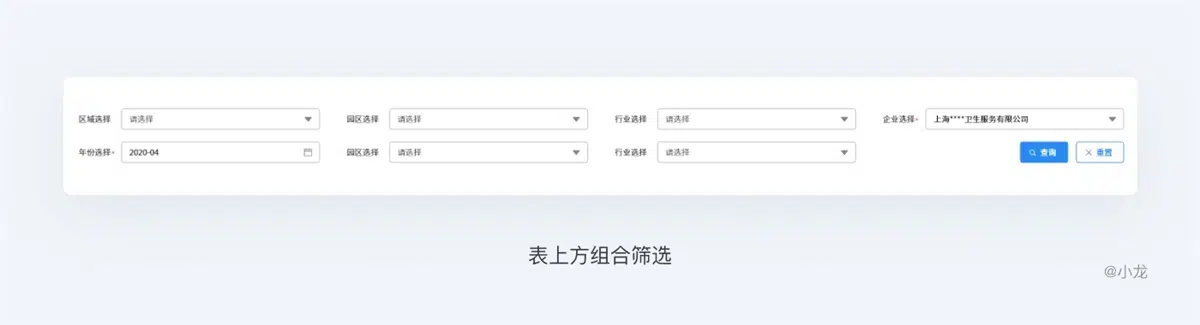 区域选择 请选择 园区选择 请选择 行业选择 请选择 企业选择* 上海****卫生服务有限公司
年份选择* 2020-04 园区选择 请选择 行业选择 请选择 查询 重置
表上方组合筛选
@小龙